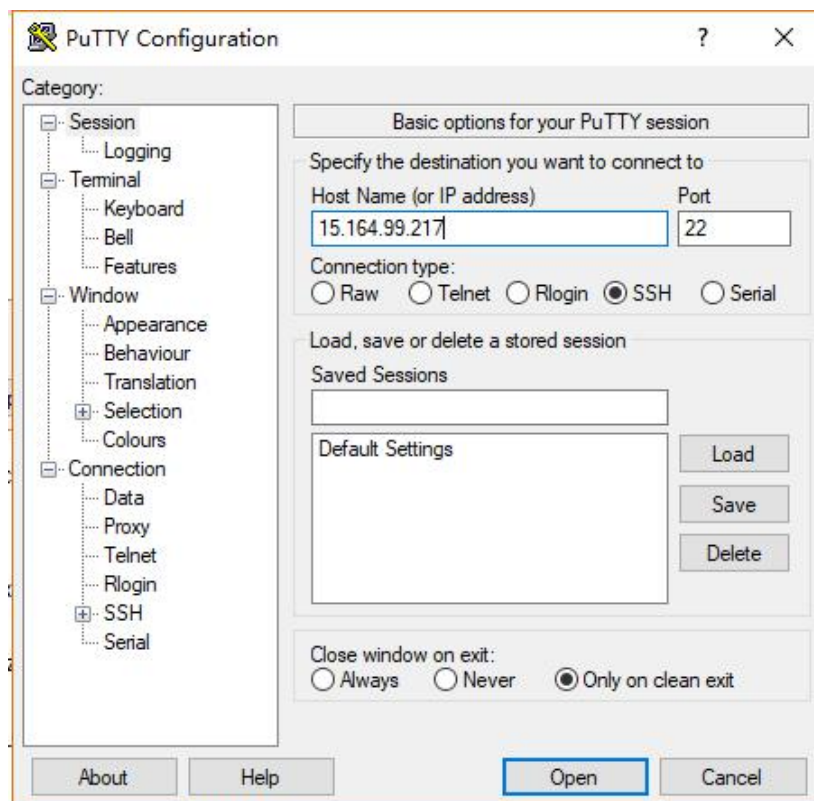 PuTTY Configuration
?
Category:
Session
Logging
Terminal
Keyboard
Bell
Features
Window
Appearance
Behaviour
Translation
Selection
Colours
Connection
Data
Proxy
Telnet
Rlogin
SSH
Serial
Basic options for your PuTTY session
Specify the destination you want to connect to
Host Name (or IP address) Port
15.164.99.217 22
Connection type:
Raw Telnet Rlogin SSH Serial
Load, save or delete a stored session
Saved Sessions
Default Settings
Load
Save
Delete
Close window on exit:
Always Never Only on clean exit
About Help Open Cancel